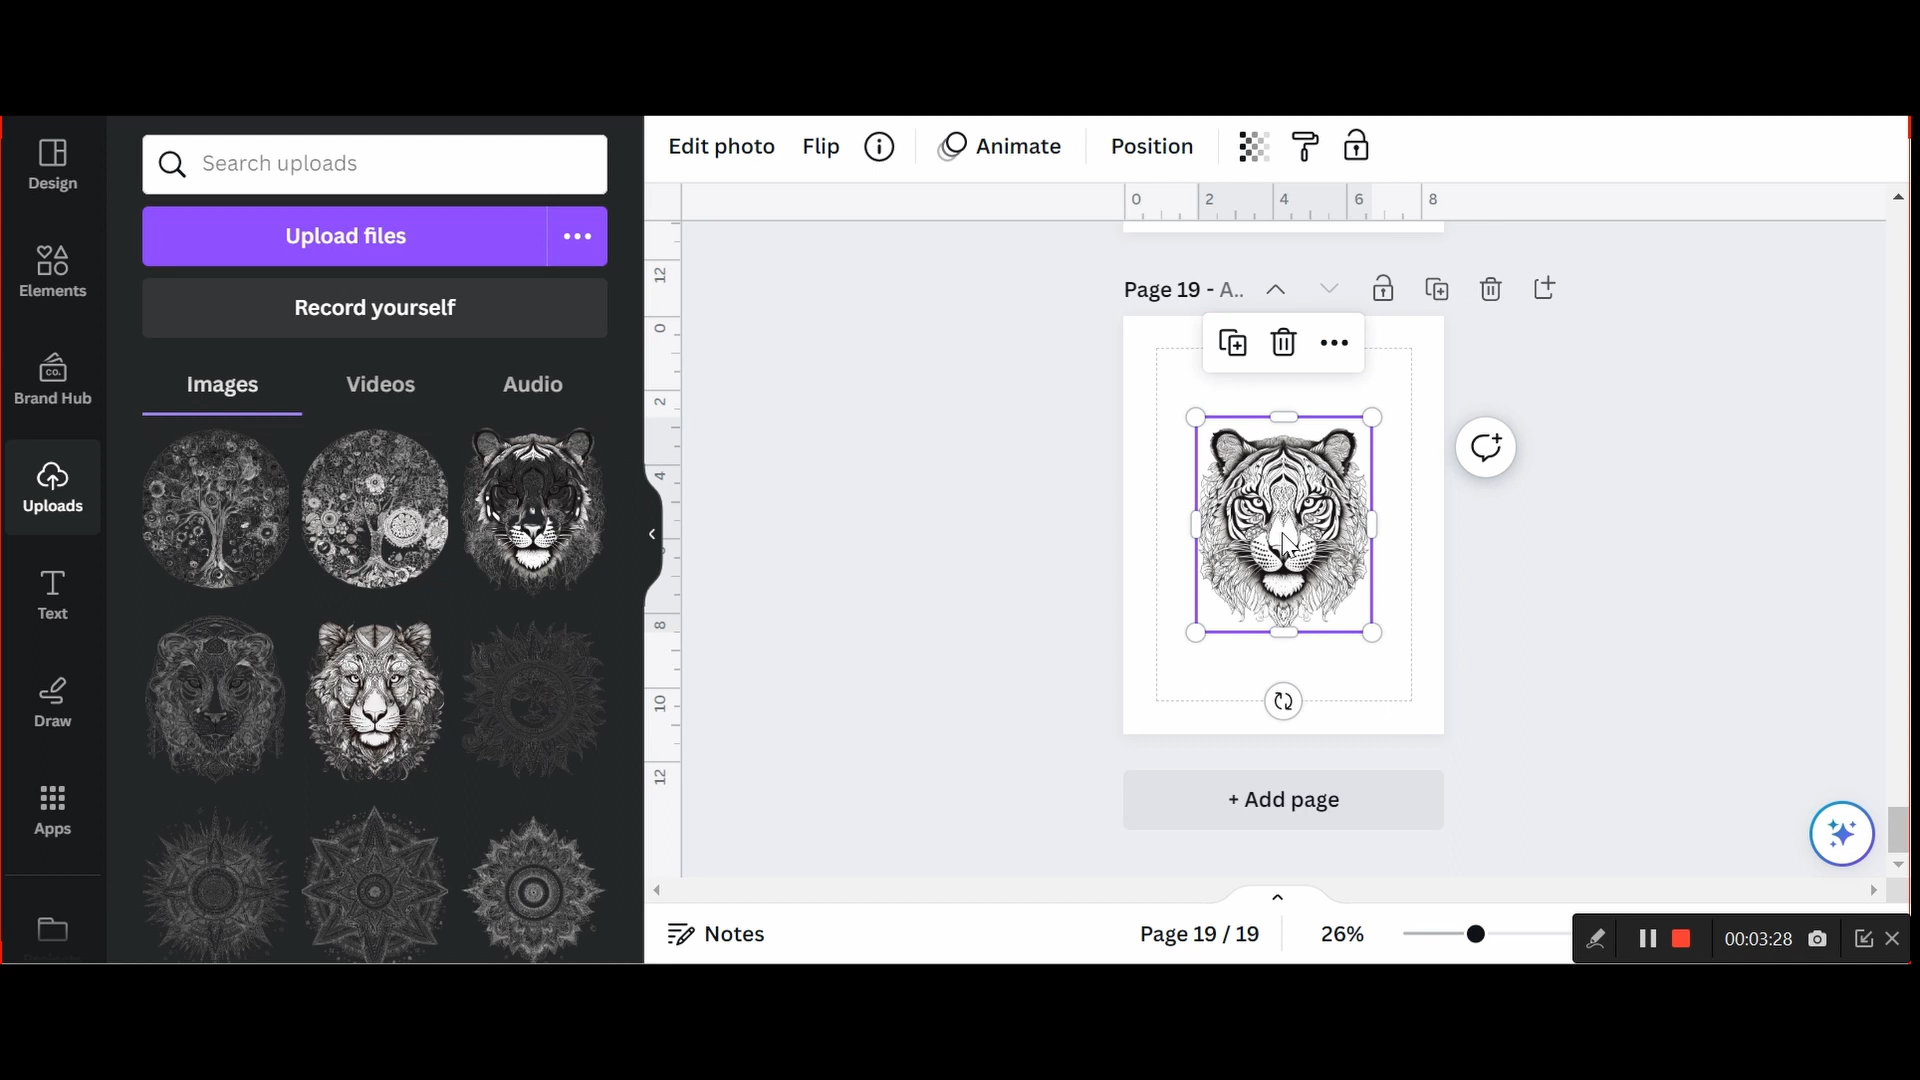 Design
Elements
Brand Hub
CO.
Uploads
Text
Draw
Apps
Search uploads
Upload files
Record yourself
Images
Videos
Audio
Edit photo
Flip
Animate
Position
0 2 4 6 8
12
0
2
4
8
10
12
Page 19 - A..
+ Add page
Notes
Page 19 / 19
26%
00:03:28